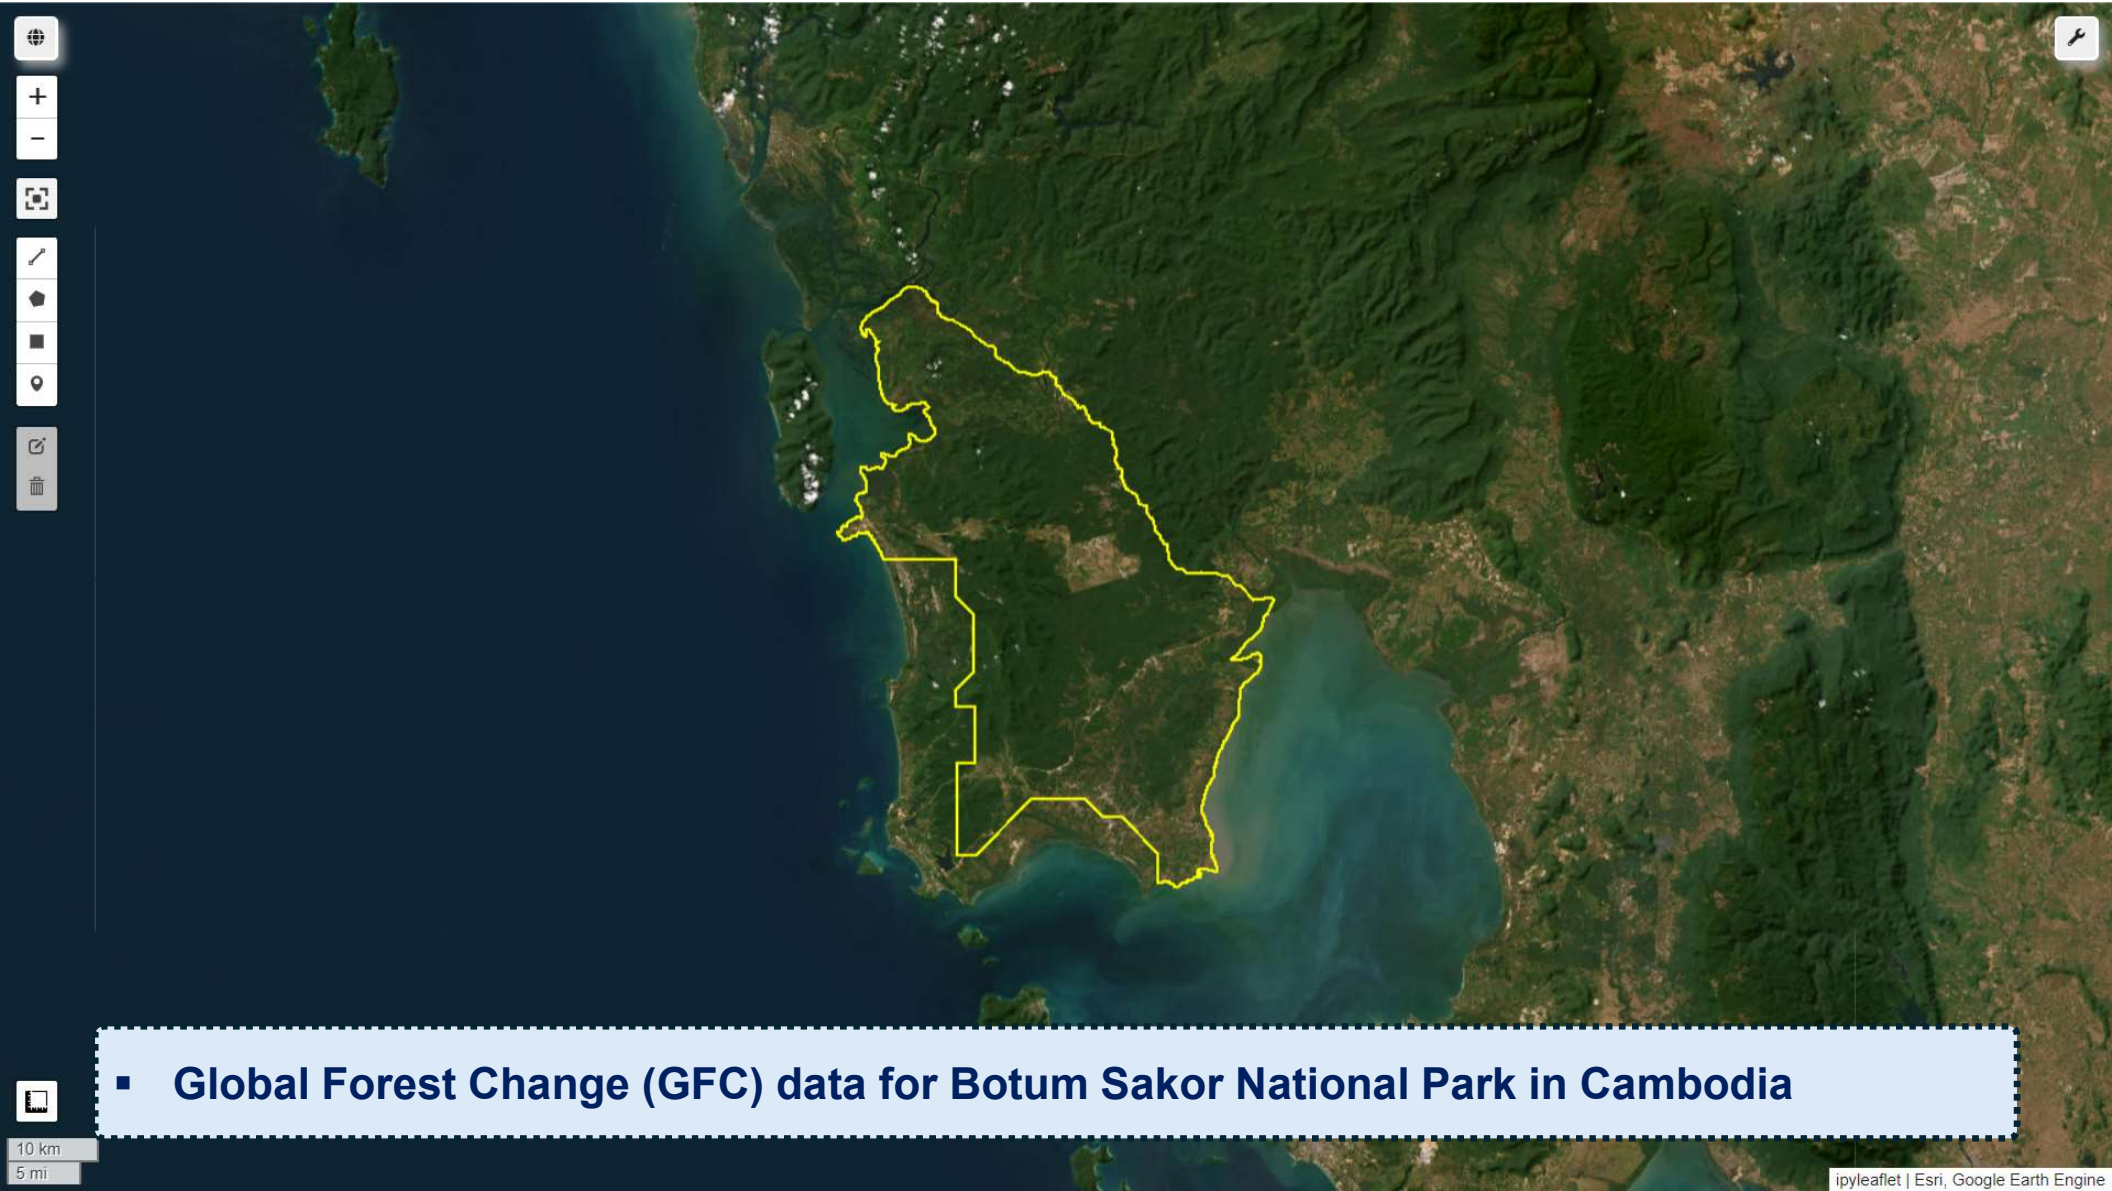 +
−
▪ Global Forest Change (GFC) data for Botum Sakor National Park in Cambodia
10 km
5 mi
ipyleaflet | Esri, Google Earth Engine